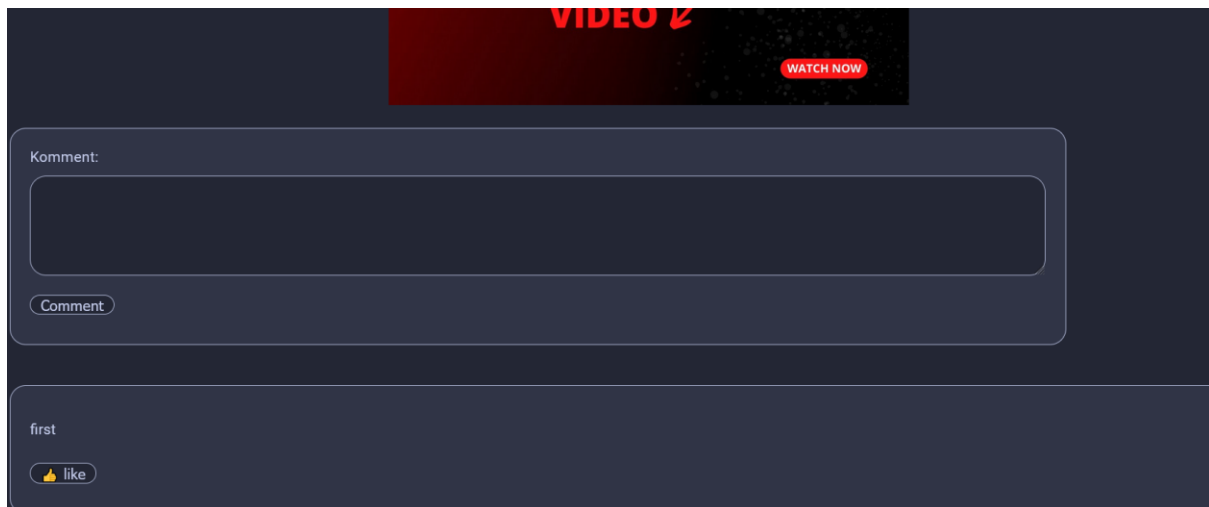 VIDEO
WATCH NOW
Komment:
Comment
first
👍 like